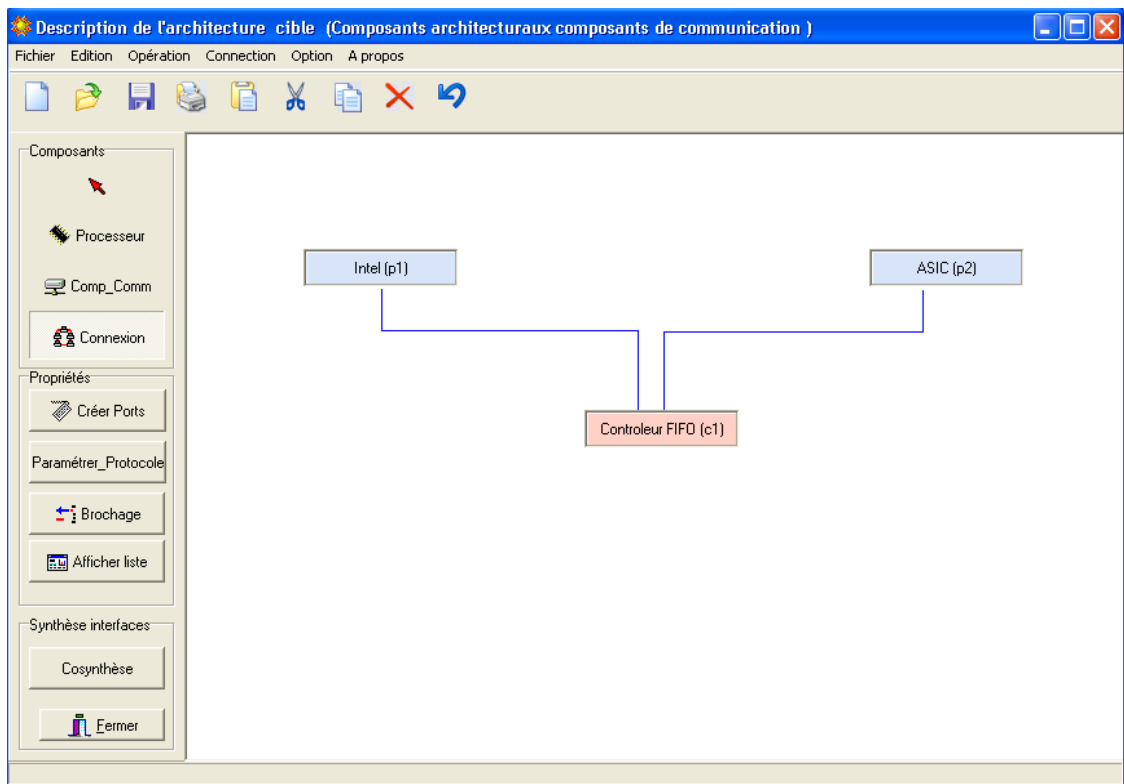 Description de l'architecture cible (Composants architecturaux composants de communication )
Fichier Edition Opération Connection Option A propos
Composants
Processeur
Comp_Comm
Connexion
Propriétés
Créer Ports
Paramétrer_Protocole
Brochage
Afficher liste
Synthèse interfaces
Cosynthèse
Fermer
Intel (p1)
ASIC (p2)
Controleur FIFO (c1)